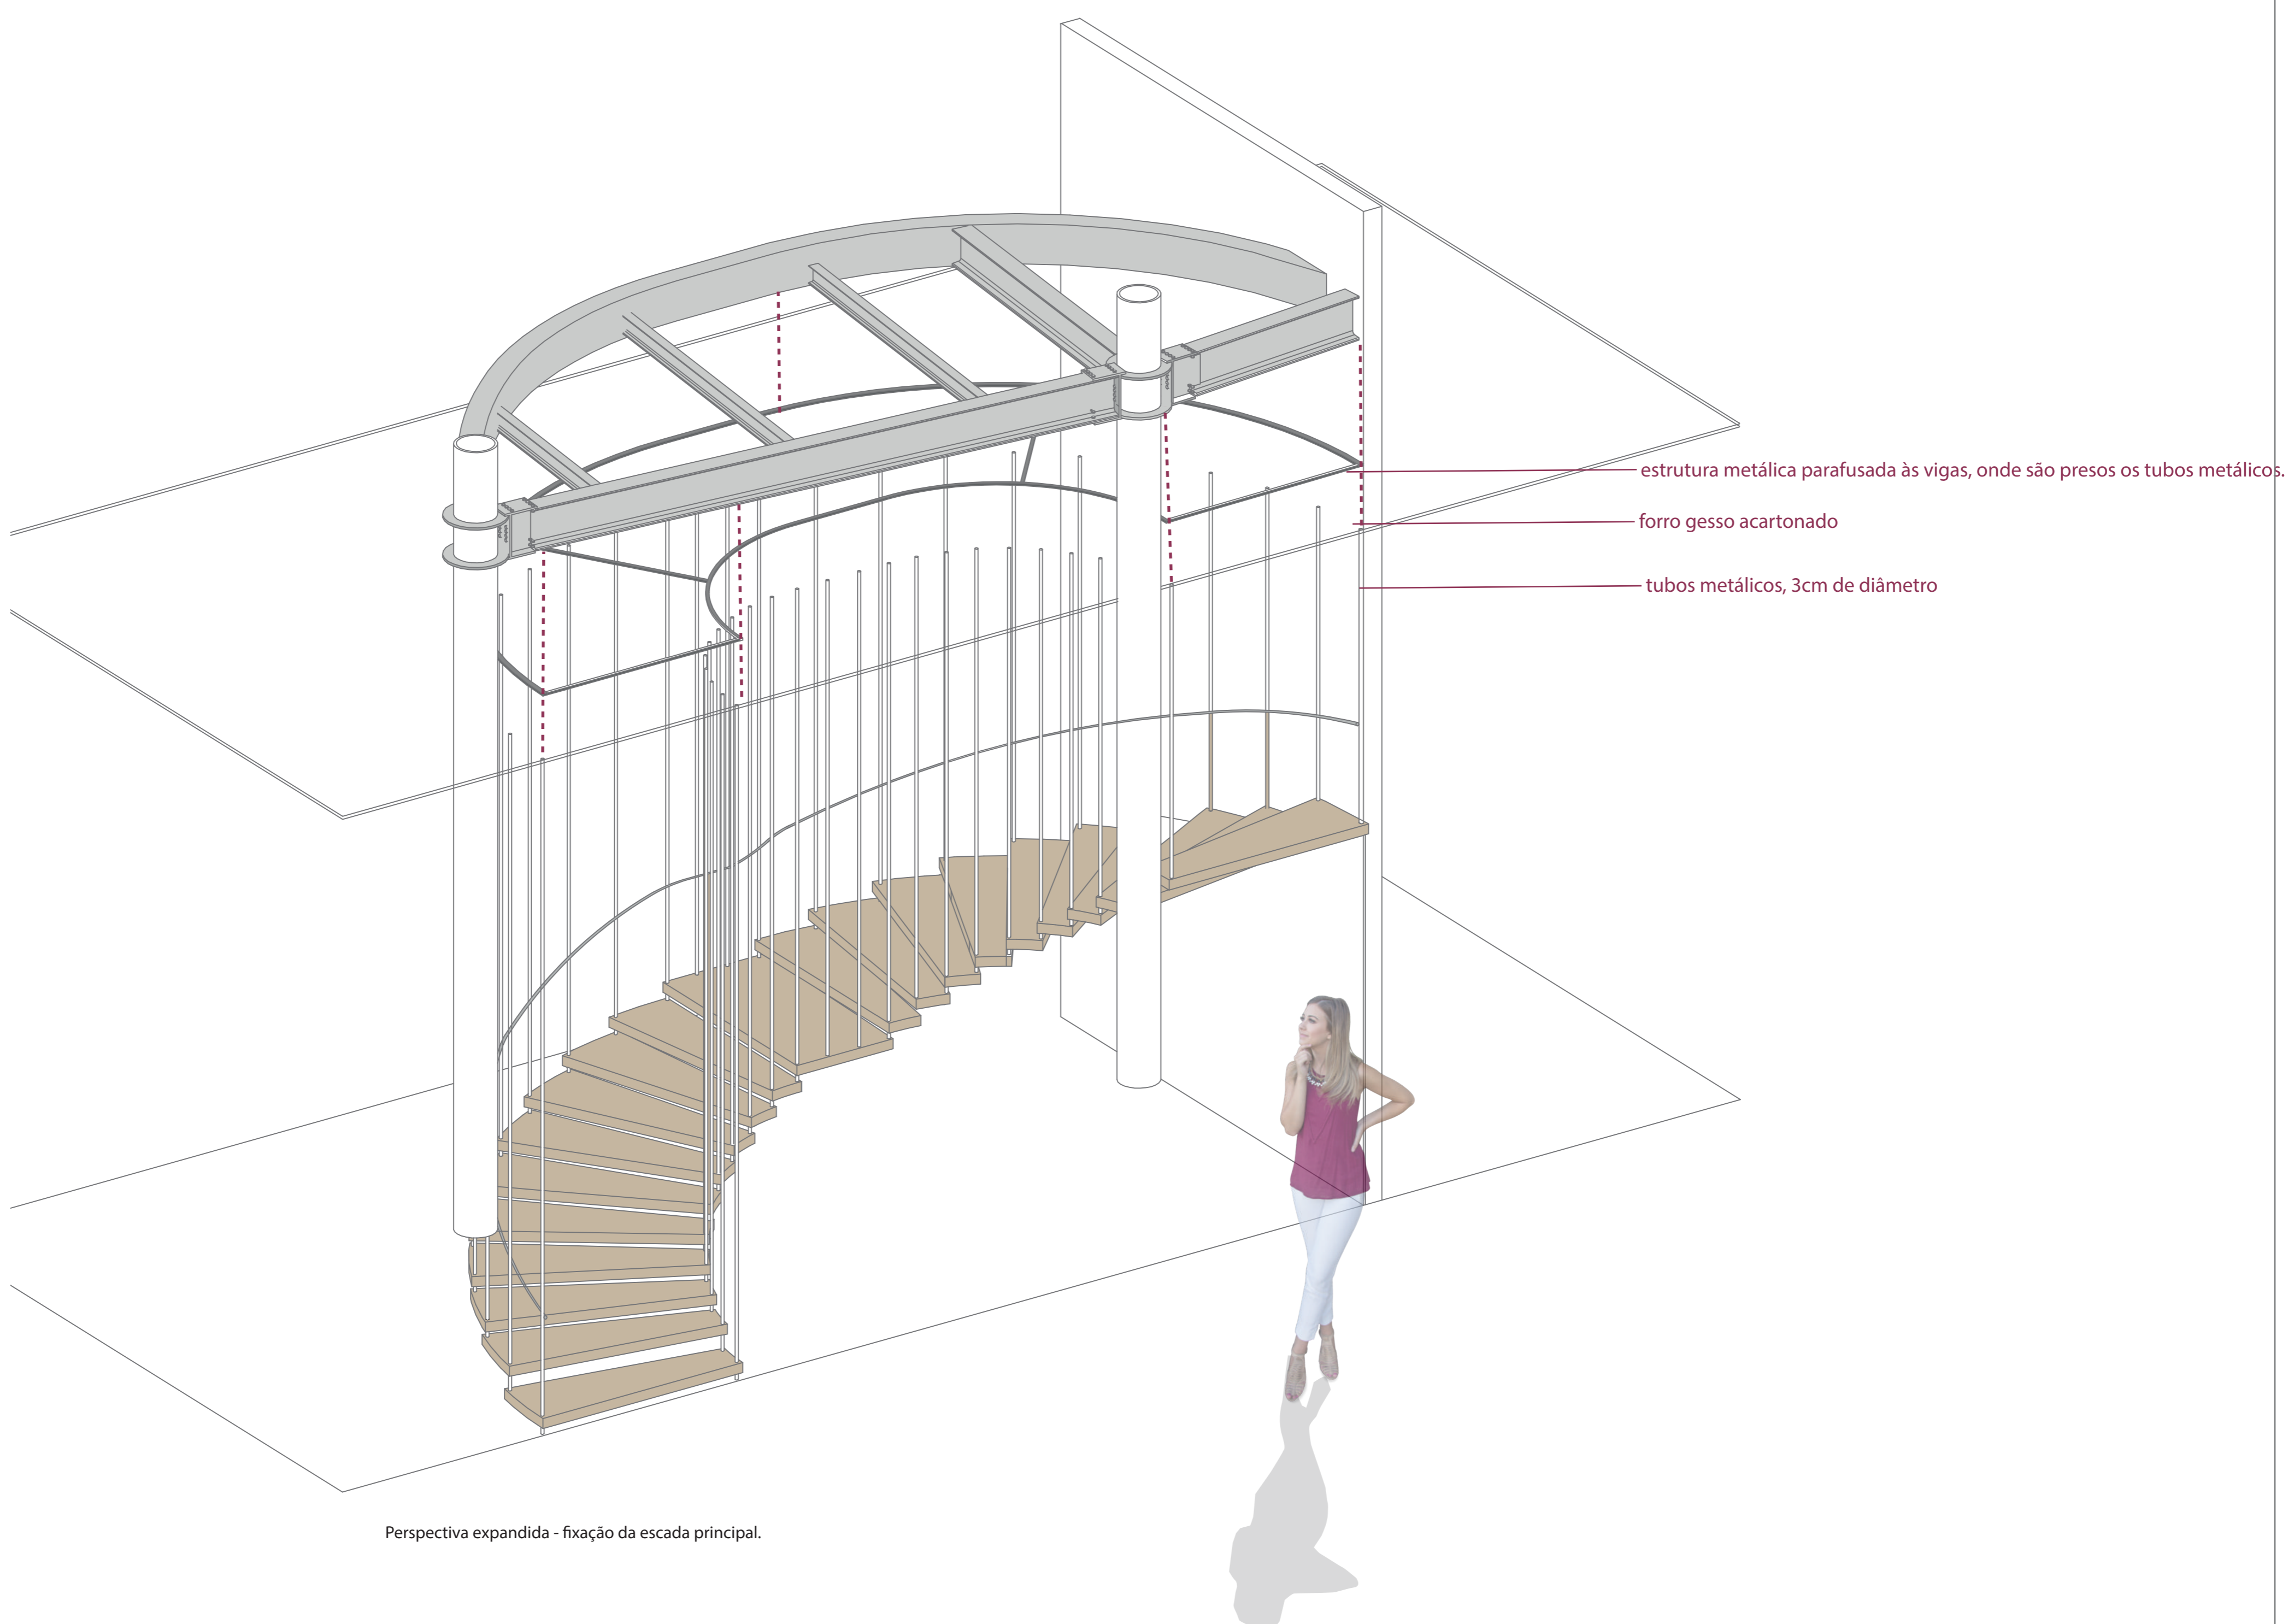 estrutura metálica parafusada às vigas, onde são presos os tubos metálicos.
forro gesso acartonado
tubos metálicos, 3cm de diâmetro
Perspectiva expandida - fixação da escada principal.